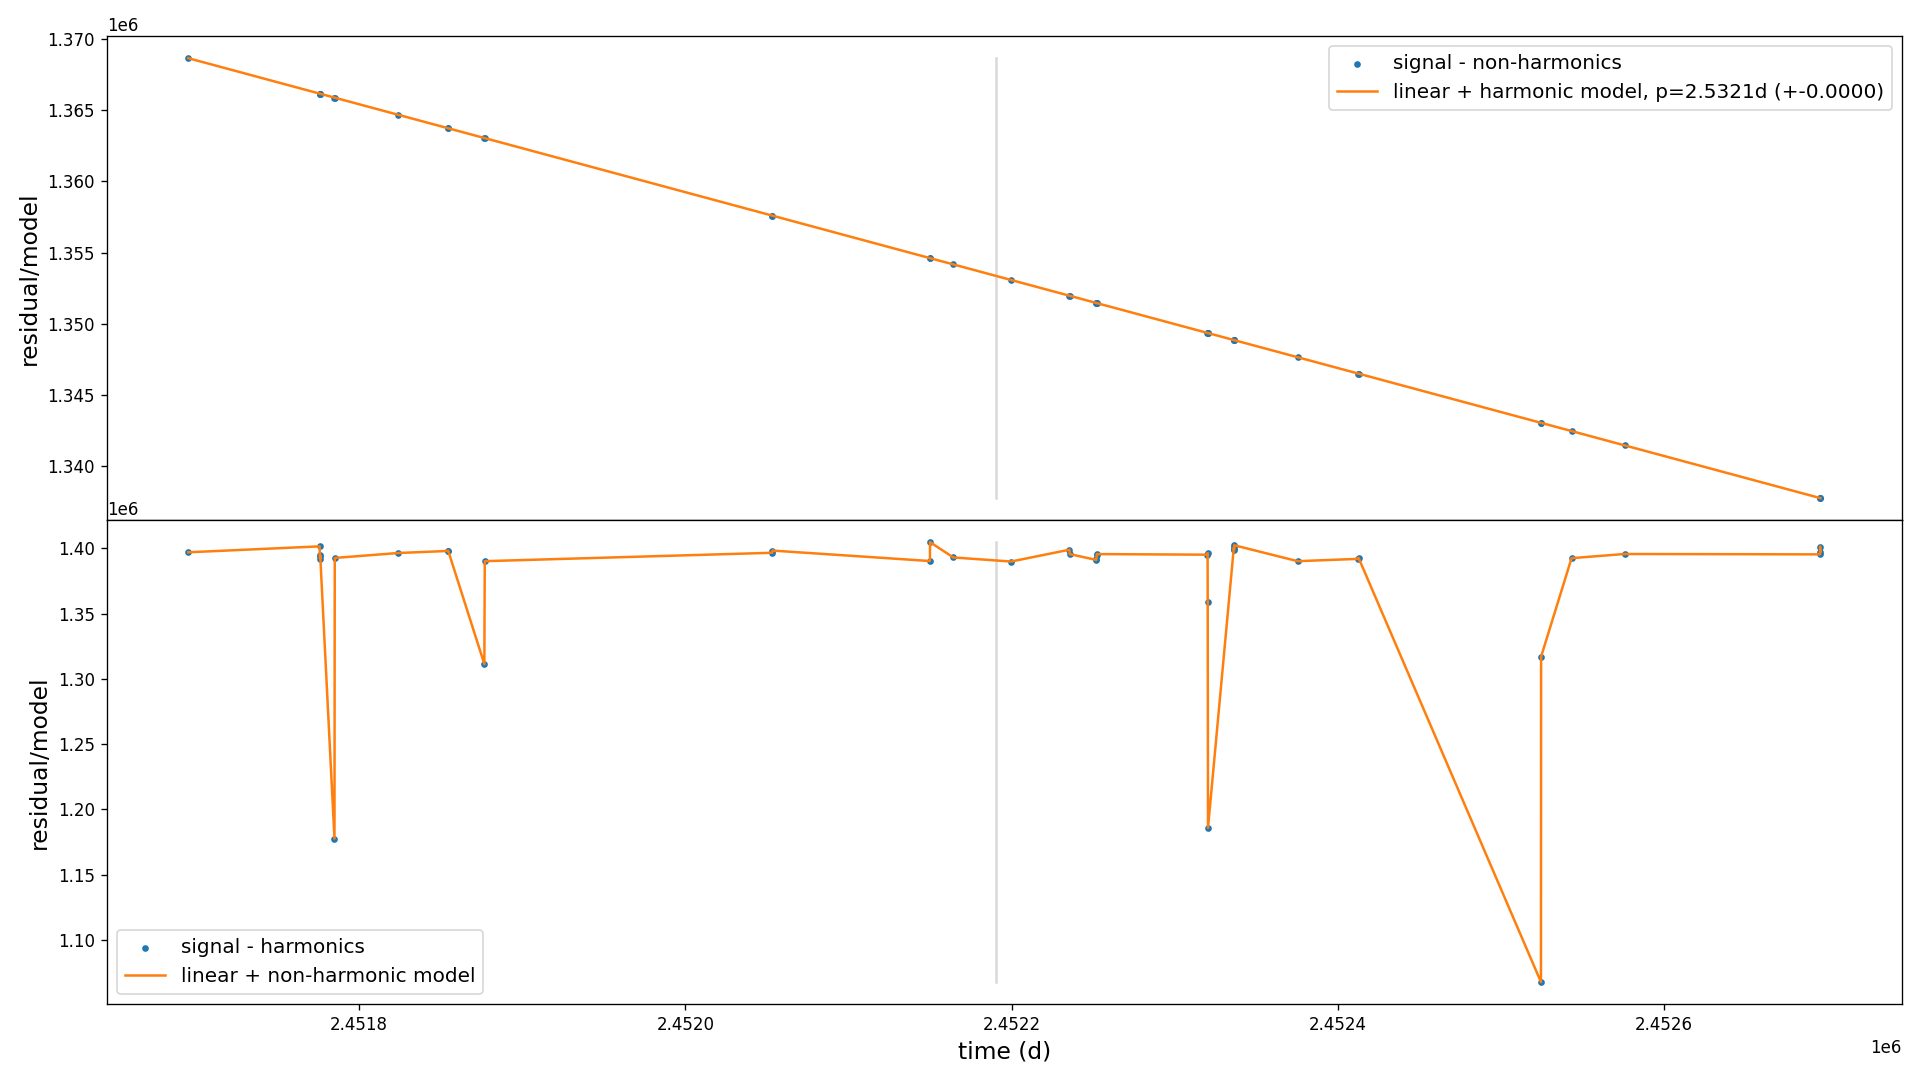 1e6
1.370
1.365
1.360
1.355
1.350
1.345
1.340
residual/model
signal - non-harmonics
linear + harmonic model, p=2.5321d (+-0.0000)
1e6
1.40
1.35
1.30
1.25
1.20
1.15
1.10
residual/model
signal - harmonics
linear + non-harmonic model
2.4518
2.4520
2.4522
2.4524
2.4526
1e6
time (d)